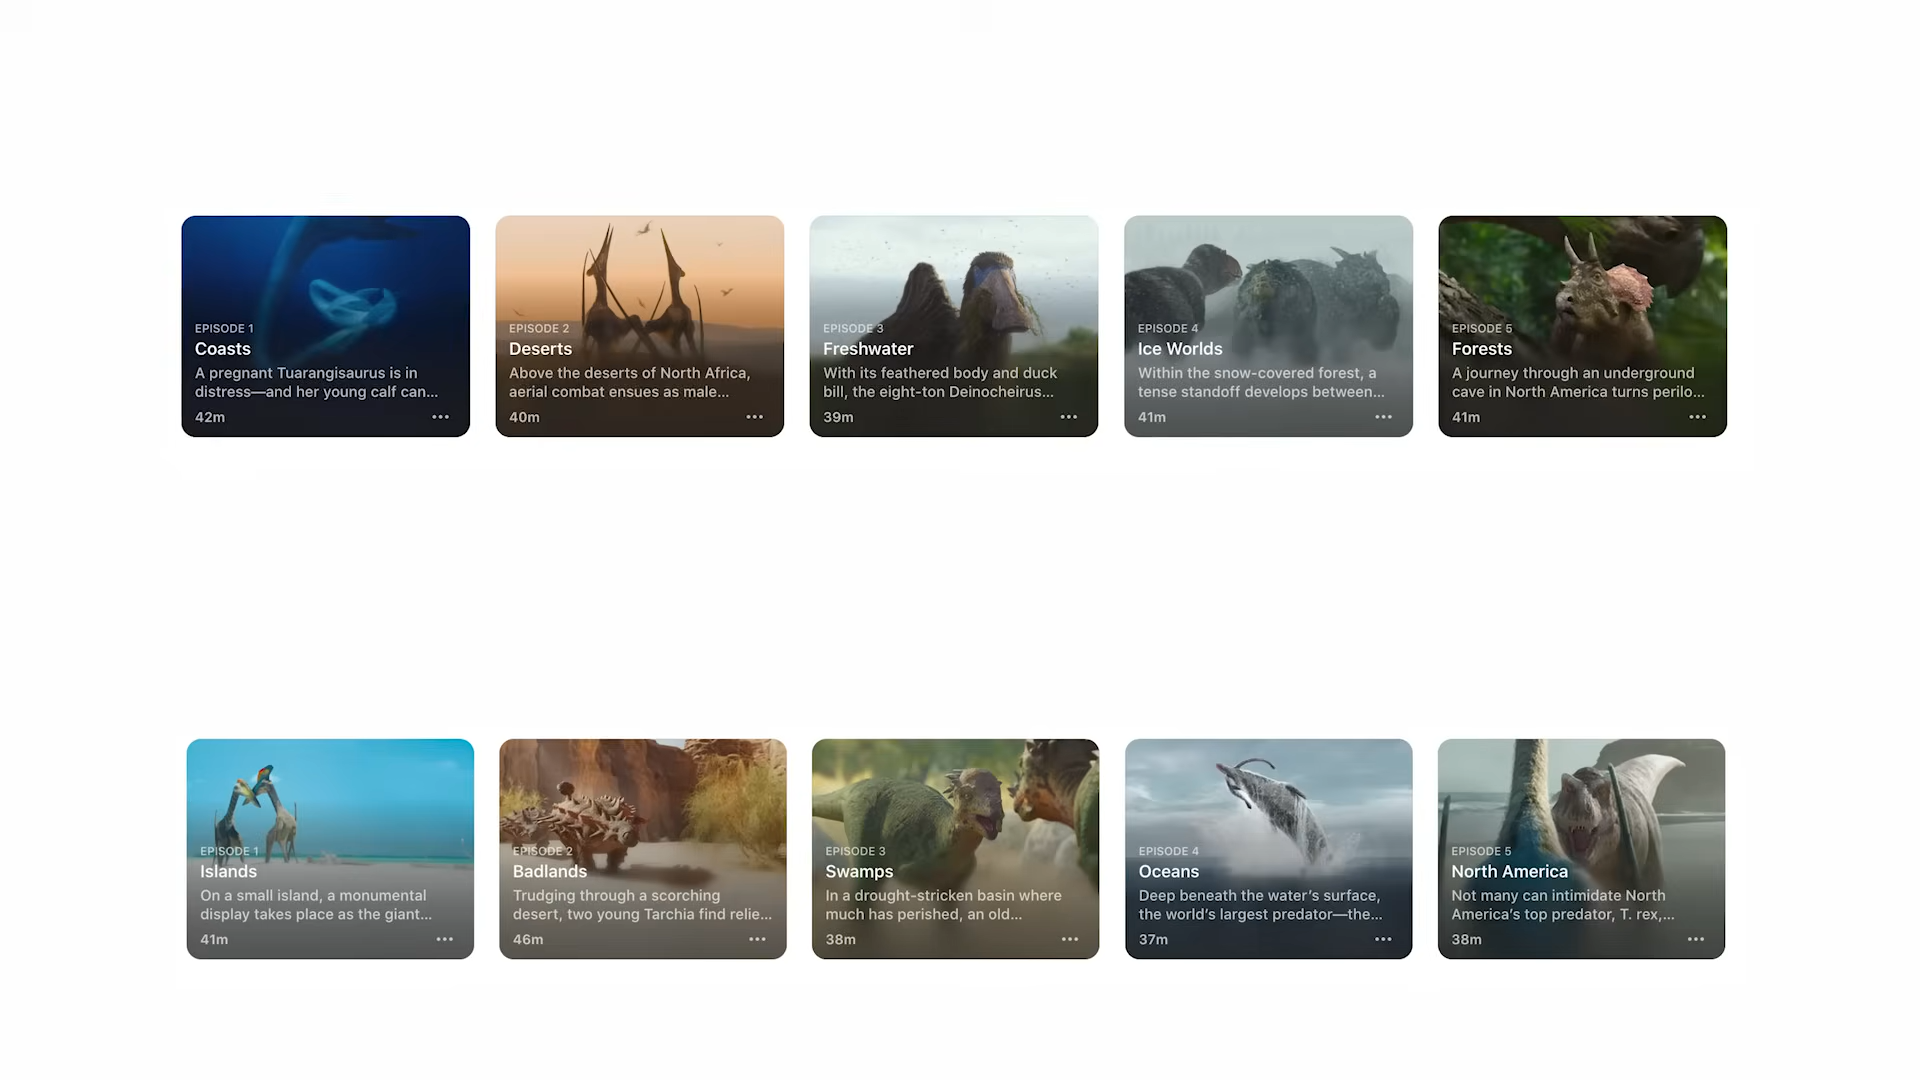 EPISODE 1
Coasts
A pregnant Tuarangisaurus is in
distress—and her young calf can...
42m
EPISODE 2
Deserts
Above the deserts of North Africa,
aerial combat ensues as male...
40m
EPISODE 3
Freshwater
With its feathered body and duck
bill, the eight-ton Deinocheirus...
39m
EPISODE 4
Ice Worlds
Within the snow-covered forest, a
tense standoff develops between...
41m
EPISODE 5
Forests
A journey through an underground
cave in North America turns perilo...
41m
EPISODE 1
Islands
On a small island, a monumental
display takes place as the giant...
41m
EPISODE 2
Badlands
Trudging through a scorching
desert, two young Tarchia find relie...
46m
EPISODE 3
Swamps
In a drought-stricken basin where
much has perished, an old...
38m
EPISODE 4
Oceans
Deep beneath the water’s surface,
the world’s largest predator—the...
37m
EPISODE 5
North America
Not many can intimidate North
America’s top predator, T. rex,...
38m